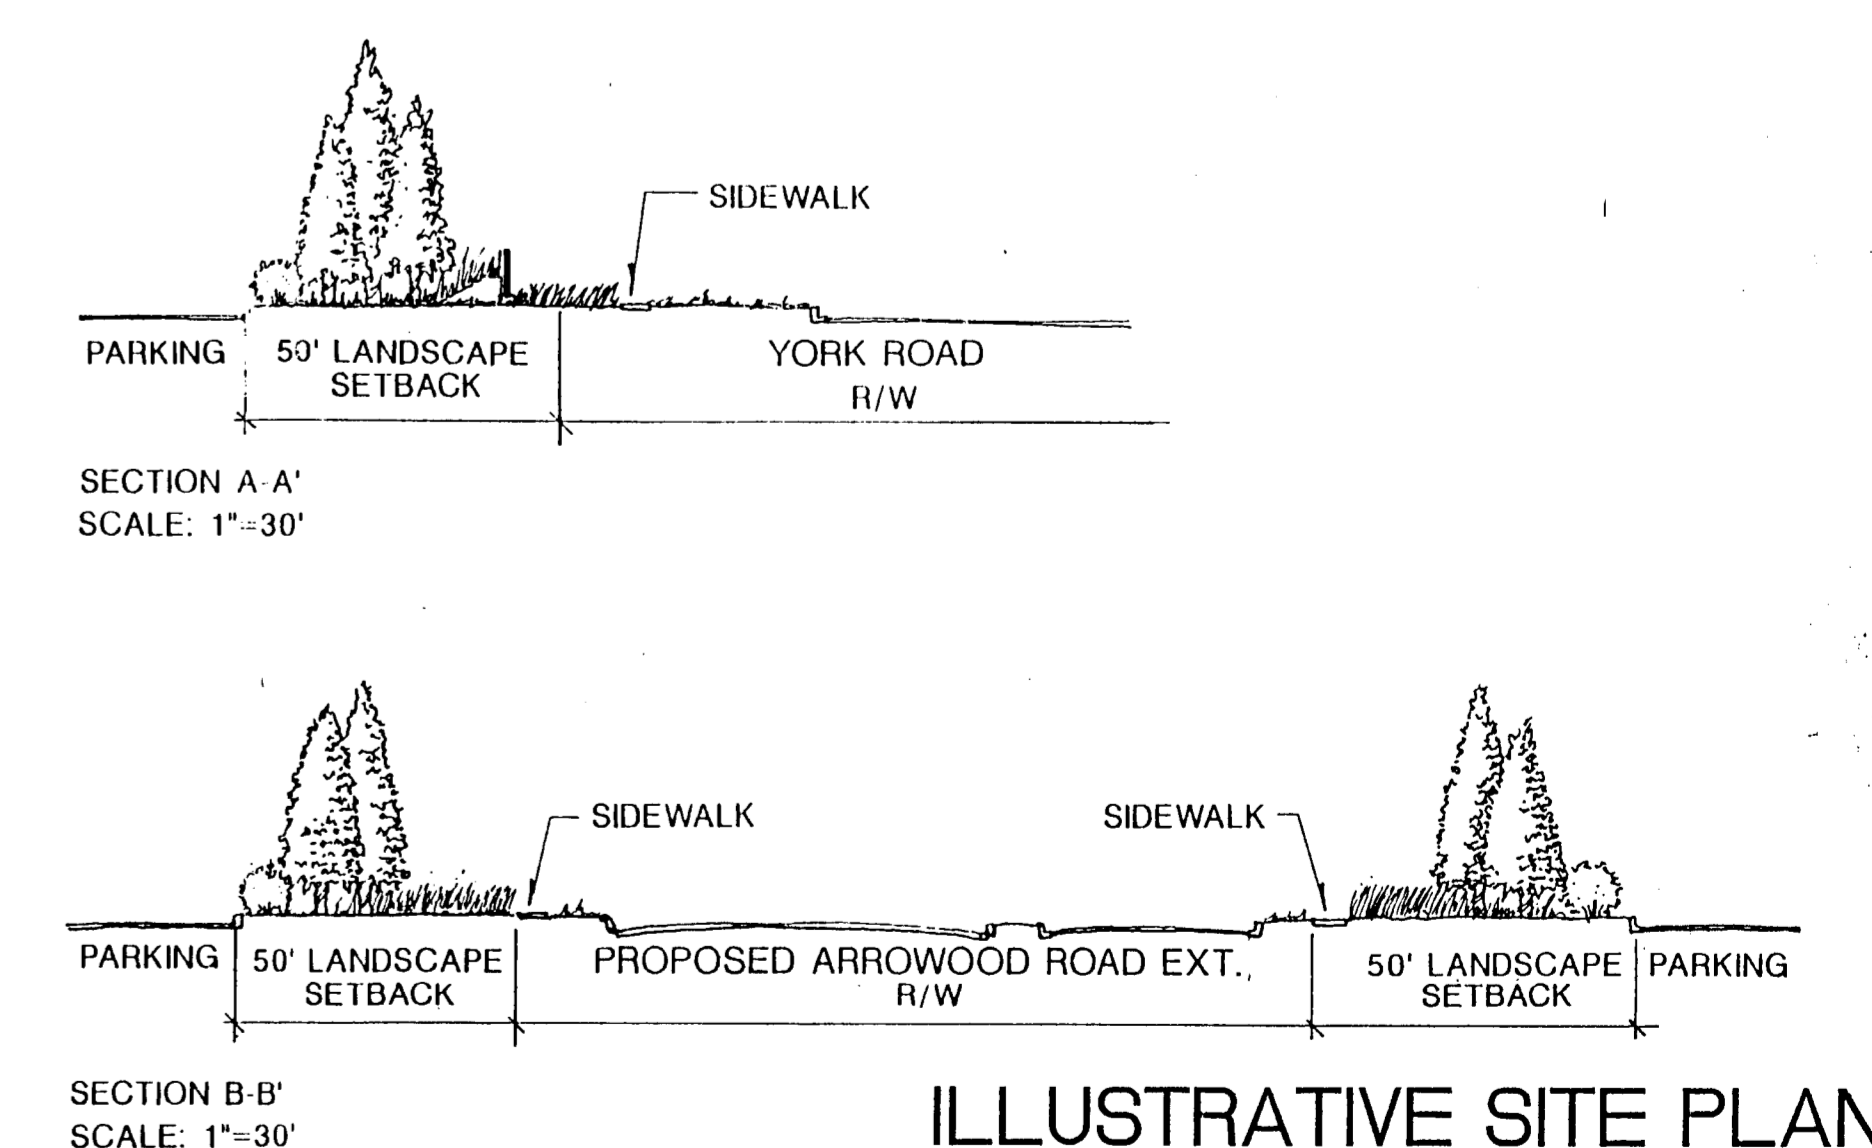 SIDEWALK
PARKING
50' LANDSCAPE
SETBACK
YORK ROAD
R/W
SECTION A-A'
SCALE: 1"=30'
SIDEWALK
SIDEWALK
PARKING
50' LANDSCAPE
SETBACK
PROPOSED ARROWOOD ROAD EXT.,
R/W
50' LANDSCAPE
SETBACK
PARKING
SECTION B-B'
SCALE: 1"=30'
ILLUSTRATIVE SITE PLAN